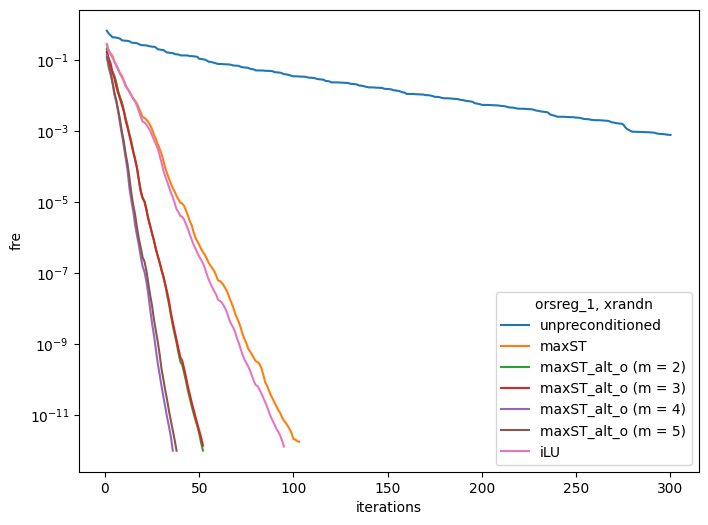 fre
10^{-1}
10^{-3}
10^{-5}
10^{-7}
10^{-9}
10^{-11}
orsreg_1, xrandn
unpreconditioned
maxST
maxST_alt_o (m = 2)
maxST_alt_o (m = 3)
maxST_alt_o (m = 4)
maxST_alt_o (m = 5)
iLU
0 50 100 150 200 250 300
iterations